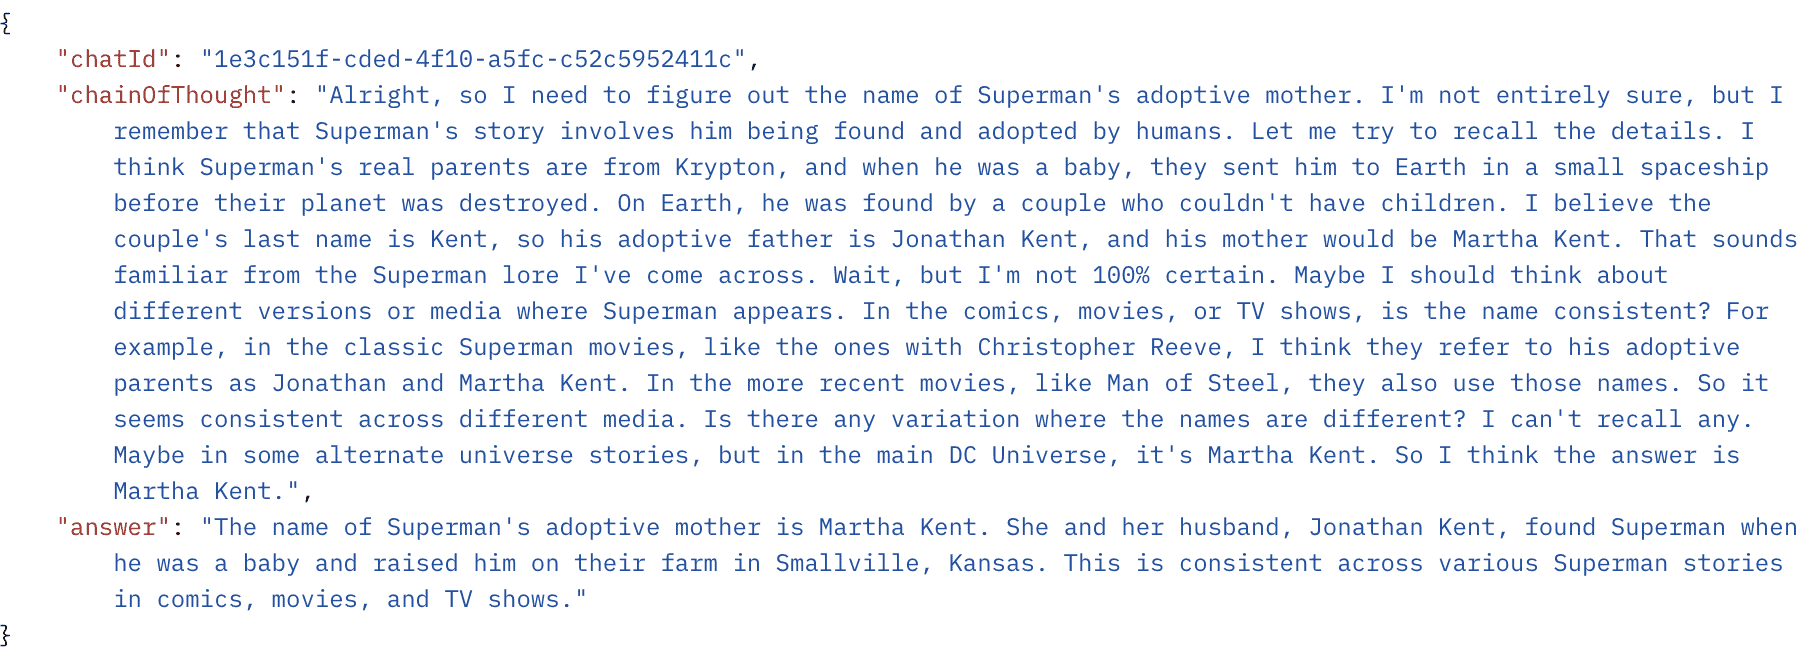 {
"chatId": "1e3c151f-cded-4f10-a5fc-c52c5952411c",
"chainOfThought": "Alright, so I need to figure out the name of Superman's adoptive mother. I'm not entirely sure, but I
remember that Superman's story involves him being found and adopted by humans. Let me try to recall the details. I
think Superman's real parents are from Krypton, and when he was a baby, they sent him to Earth in a small spaceship
before their planet was destroyed. On Earth, he was found by a couple who couldn't have children. I believe the
couple's last name is Kent, so his adoptive father is Jonathan Kent, and his mother would be Martha Kent. That sounds
familiar from the Superman lore I've come across. Wait, but I'm not 100% certain. Maybe I should think about
different versions or media where Superman appears. In the comics, movies, or TV shows, is the name consistent? For
example, in the classic Superman movies, like the ones with Christopher Reeve, I think they refer to his adoptive
parents as Jonathan and Martha Kent. In the more recent movies, like Man of Steel, they also use those names. So it
seems consistent across different media. Is there any variation where the names are different? I can't recall any.
Maybe in some alternate universe stories, but in the main DC Universe, it's Martha Kent. So I think the answer is
Martha Kent.",
"answer": "The name of Superman's adoptive mother is Martha Kent. She and her husband, Jonathan Kent, found Superman when
he was a baby and raised him on their farm in Smallville, Kansas. This is consistent across various Superman stories
in comics, movies, and TV shows."
}